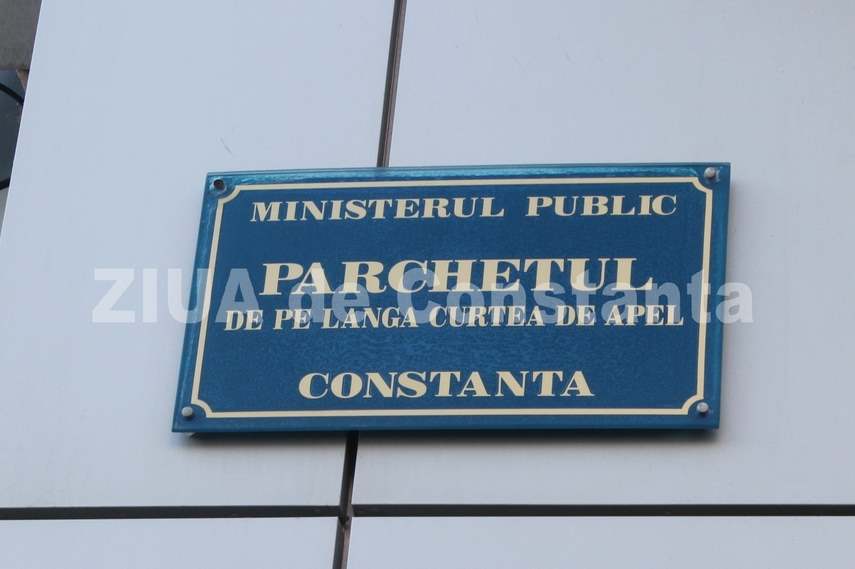 MINISTERUL PUBLIC
PARCHETUL
ZIUA de Constanta
DE PE LANGA CURTEA DE APEL
CONSTANTA